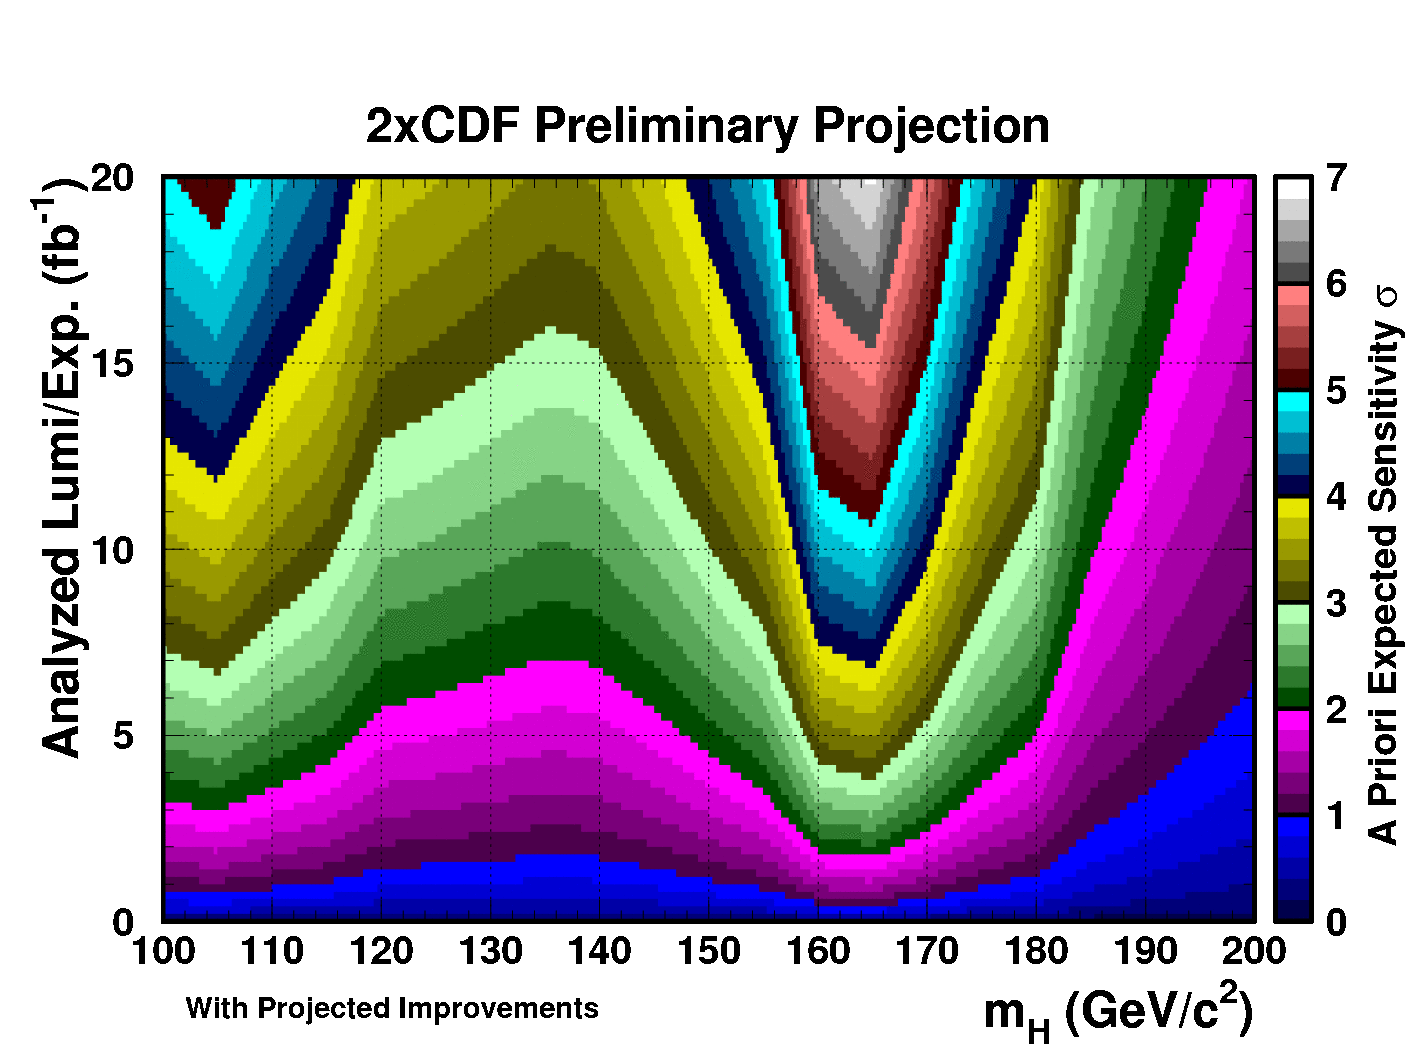 2xCDF Preliminary Projection
Analyzed Lumi/Exp. (fb⁻¹)
20
15
10
5
0
100 110 120 130 140 150 160 170 180 190 200
7
6
5
4
3
2
1
0
A Priori Expected Sensitivity σ
With Projected Improvements
m_H (GeV/c²)